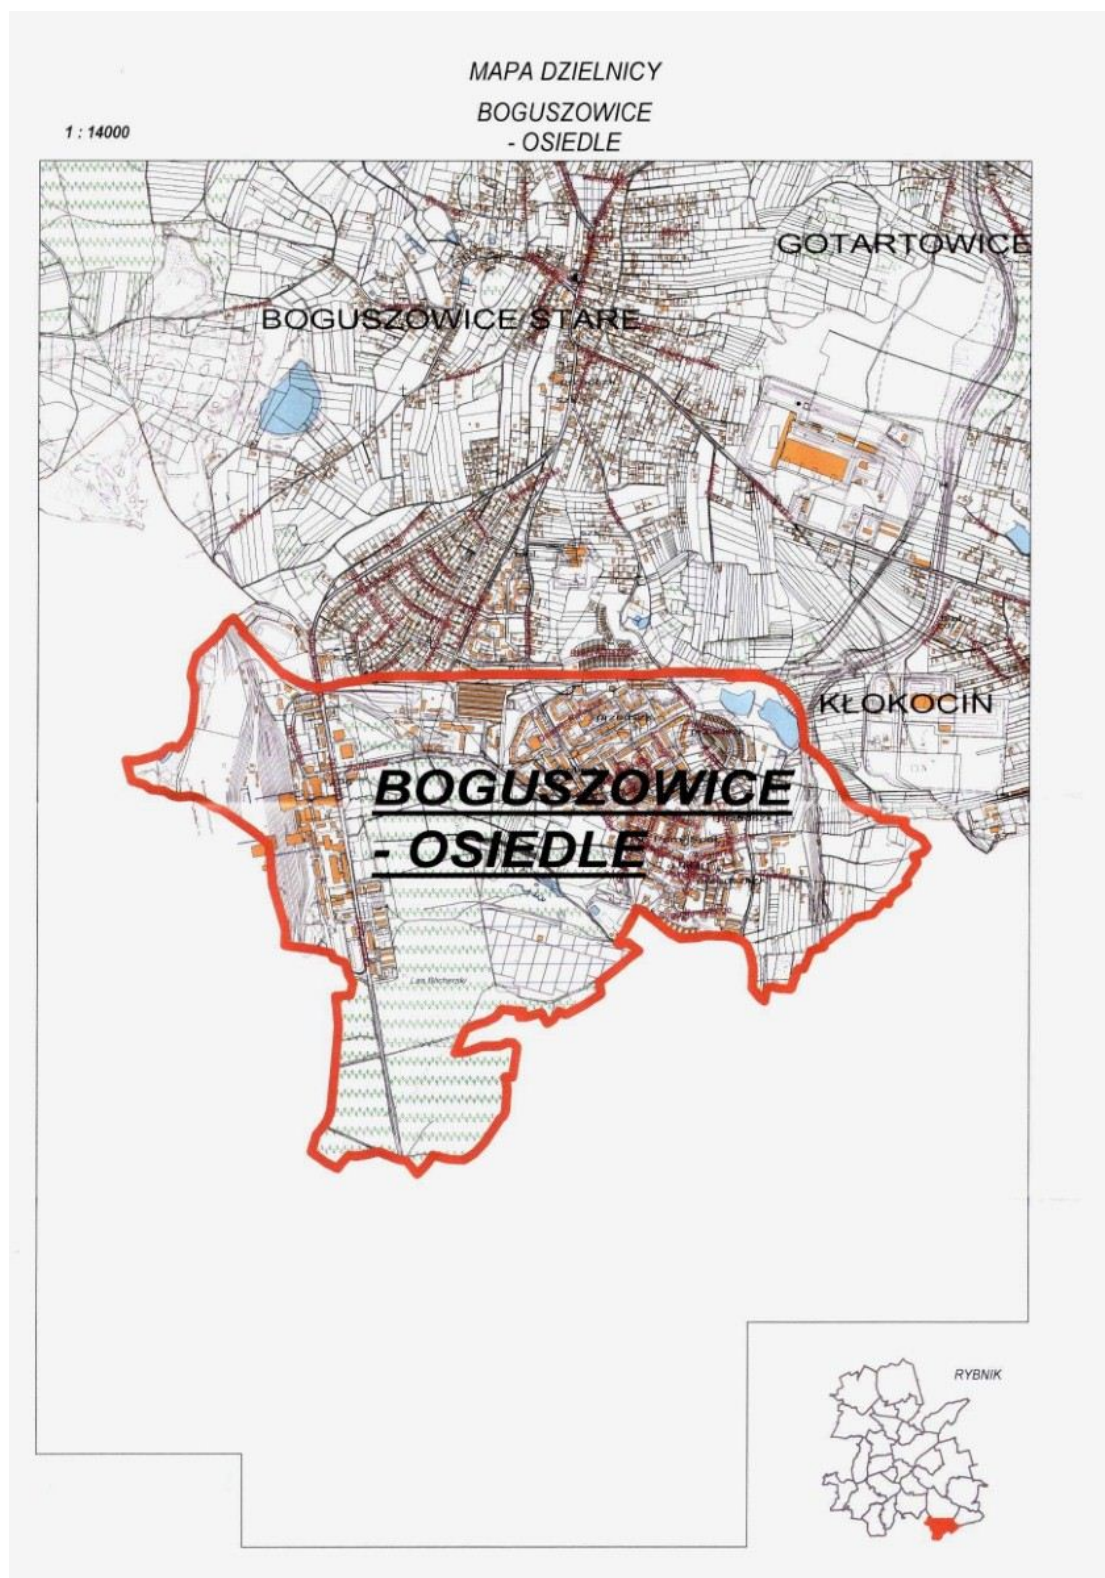 MAPA DZIELNICY
BOGUSZOWICE
- OSIEDLE
1 : 14000
GOTARTOWICE
BOGUSZOWICE STARE
KŁOKOCIN
BOGUSZOWICE
- OSIEDLE
RYBNIK